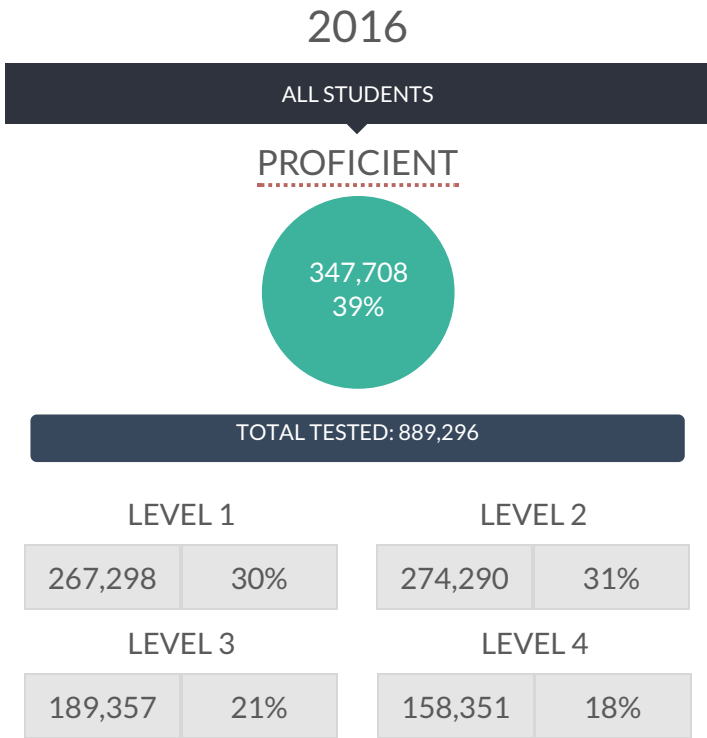 2016
ALL STUDENTS
PROFICIENT
347,708
39%
TOTAL TESTED: 889,296
LEVEL 1
267,298 30%
LEVEL 2
274,290 31%
LEVEL 3
189,357 21%
LEVEL 4
158,351 18%